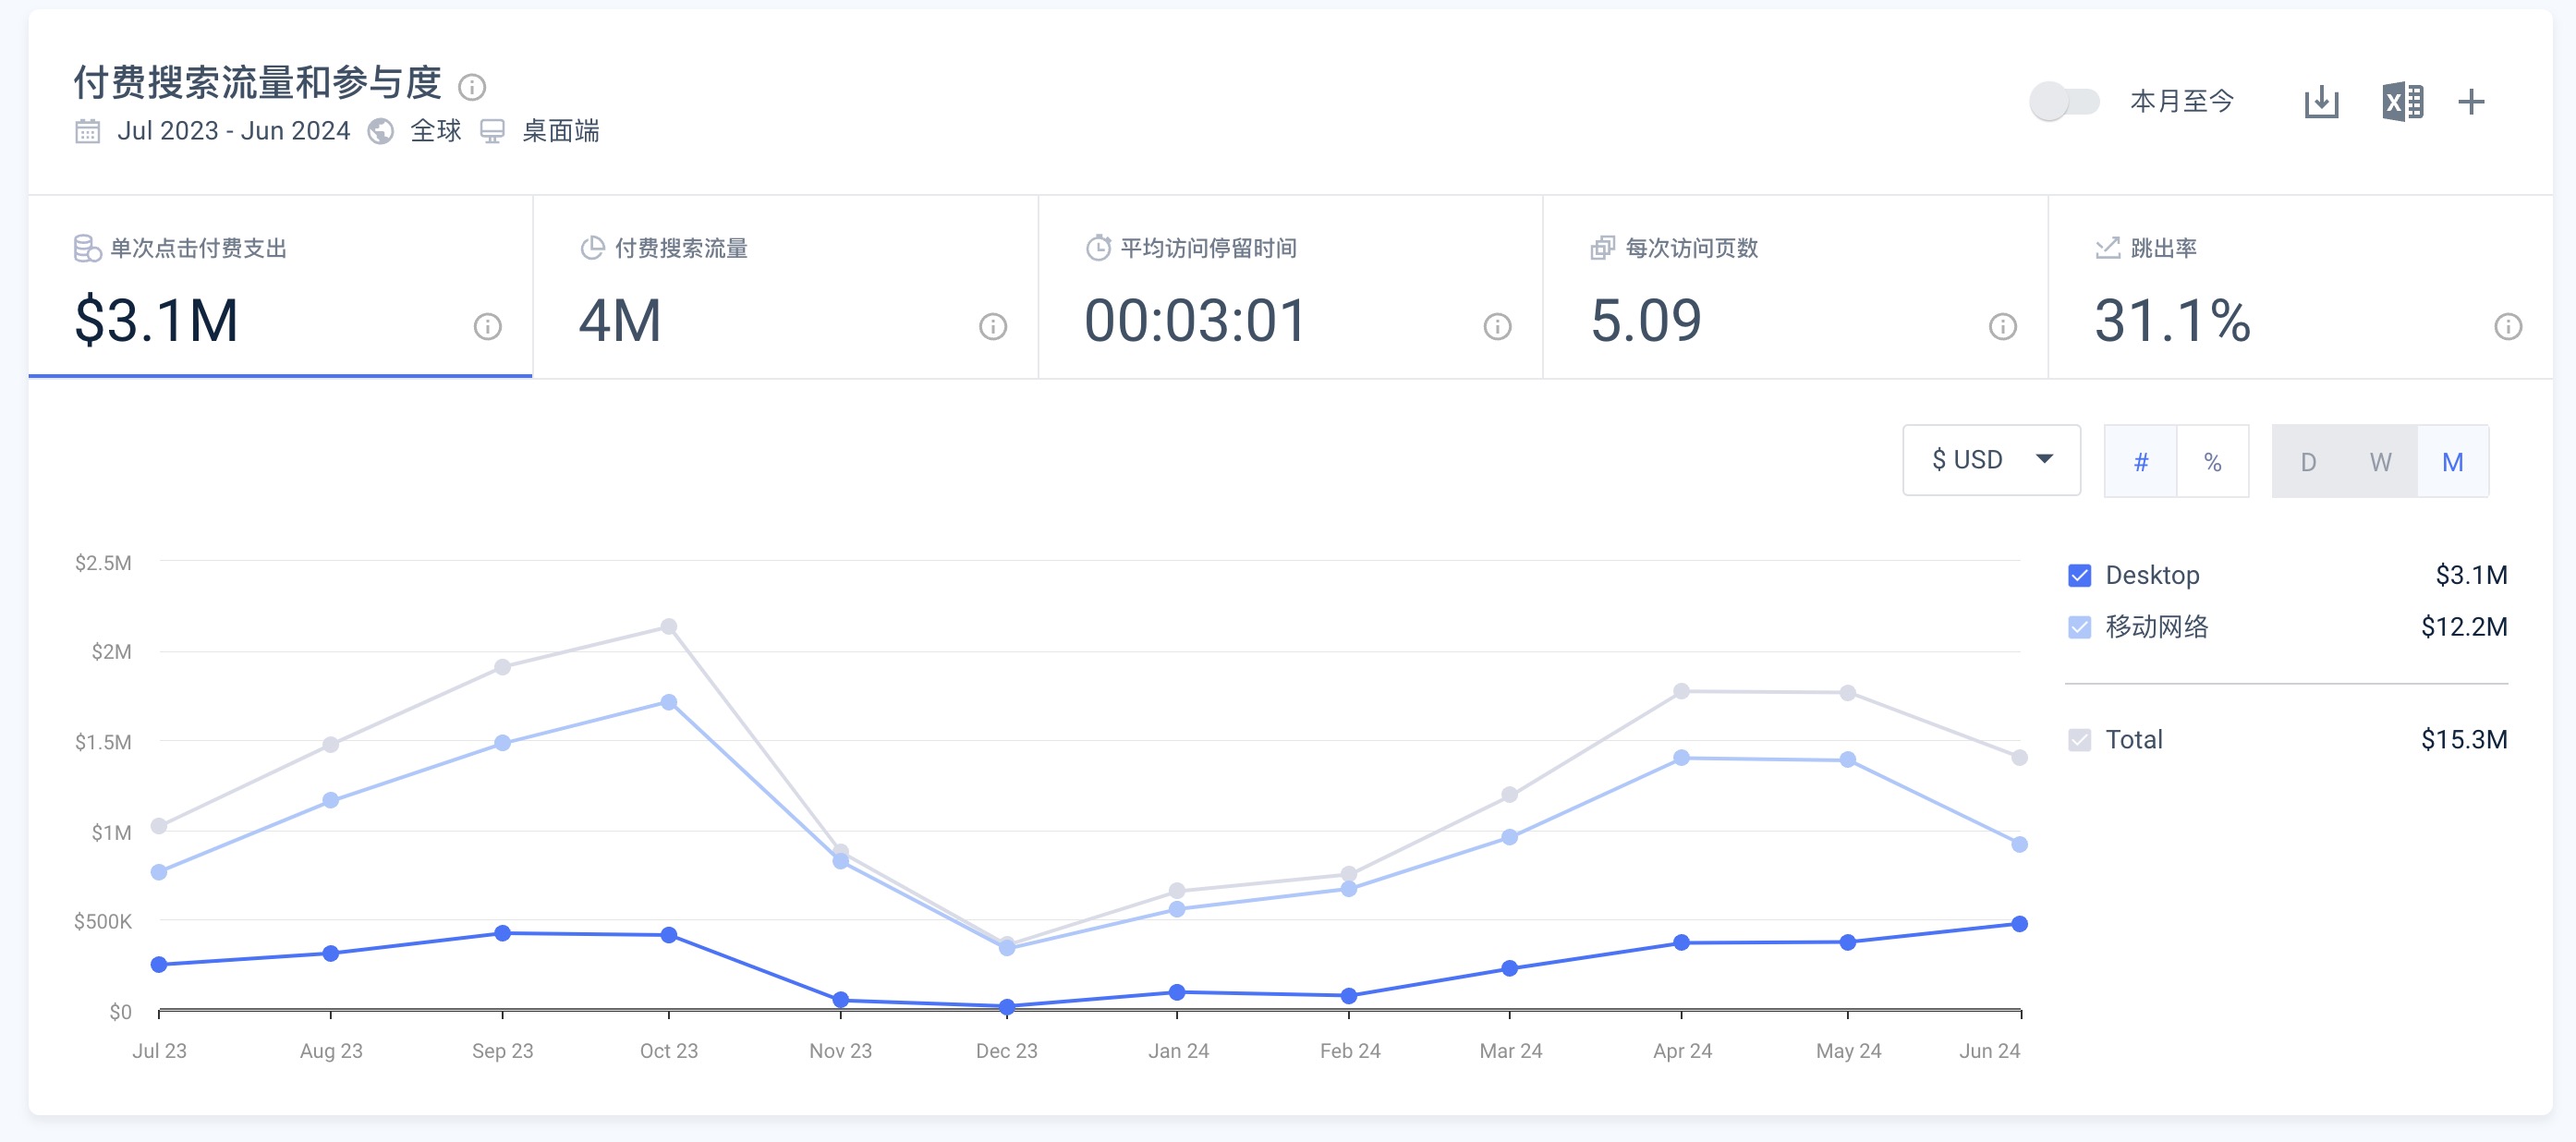 付费搜索流量和参与度
Jul 2023 - Jun 2024 全球 桌面端
本月至今
单次点击付费支出
$3.1M
付费搜索流量
4M
平均访问停留时间
00:03:01
每次访问页数
5.09
跳出率
31.1%
$ USD
# %
D W M
$2.5M
$2M
$1.5M
$1M
$500K
$0
Jul 23 Aug 23 Sep 23 Oct 23 Nov 23 Dec 23 Jan 24 Feb 24 Mar 24 Apr 24 May 24 Jun 24
Desktop $3.1M
移动网络 $12.2M
Total $15.3M